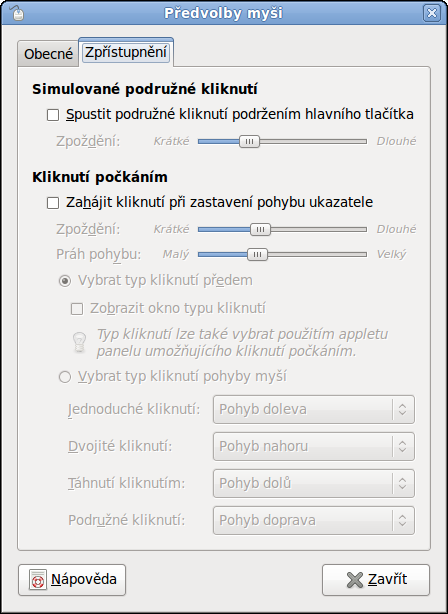 Předvolby myši
Obecné
Zpřístupnění
Simulované podružné kliknutí
Spustit podružné kliknutí podržením hlavního tlačítka
Zpoždění: Krátké Dlouhé
Kliknutí počkáním
Zahájit kliknutí při zastavení pohybu ukazatele
Zpoždění: Krátké Dlouhé
Práh pohybu: Malý Velký
Vybrat typ kliknutí předem
Zobrazit okno typu kliknutí
Typ kliknutí lze také vybrat použitím appletu
panelu umožňujícího kliknutí počkáním.
Vybrat typ kliknutí pohyby myší
Jednoduché kliknutí: Pohyb doleva
Dvojité kliknutí: Pohyb nahoru
Táhnutí kliknutím: Pohyb dolů
Podružné kliknutí: Pohyb doprava
Nápověda
Zavřít